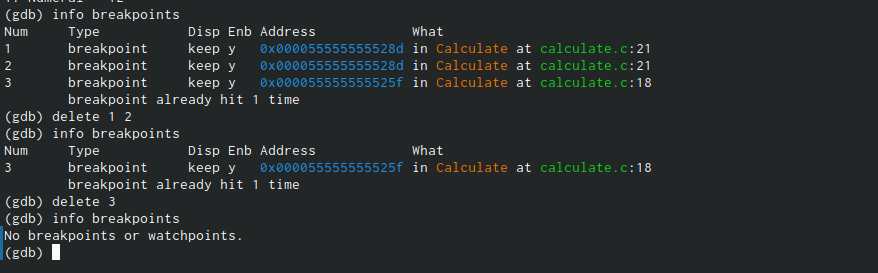 (gdb) info breakpoints
Num     Type           Disp Enb Address            What
1       breakpoint     keep y   0x000055555555528d in Calculate at calculate.c:21
2       breakpoint     keep y   0x000055555555528d in Calculate at calculate.c:21
3       breakpoint     keep y   0x000055555555525f in Calculate at calculate.c:18
        breakpoint already hit 1 time
(gdb) delete 1 2
(gdb) info breakpoints
Num     Type           Disp Enb Address            What
3       breakpoint     keep y   0x000055555555525f in Calculate at calculate.c:18
        breakpoint already hit 1 time
(gdb) delete 3
(gdb) info breakpoints
No breakpoints or watchpoints.
(gdb)